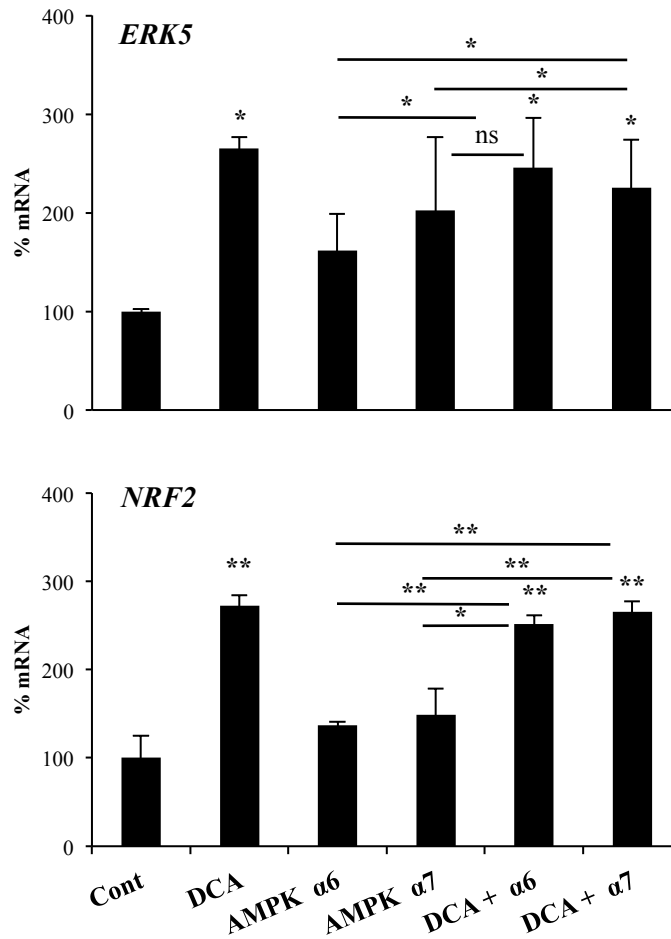 400
ERK5
*
*
300
*
*
*
*
ns
% mRNA
200
100
0
400
NRF2
**
**
**
300
**
**
**
*
% mRNA
200
100
0
Cont
DCA
AMPK α6
AMPK α7
DCA + α6
DCA + α7